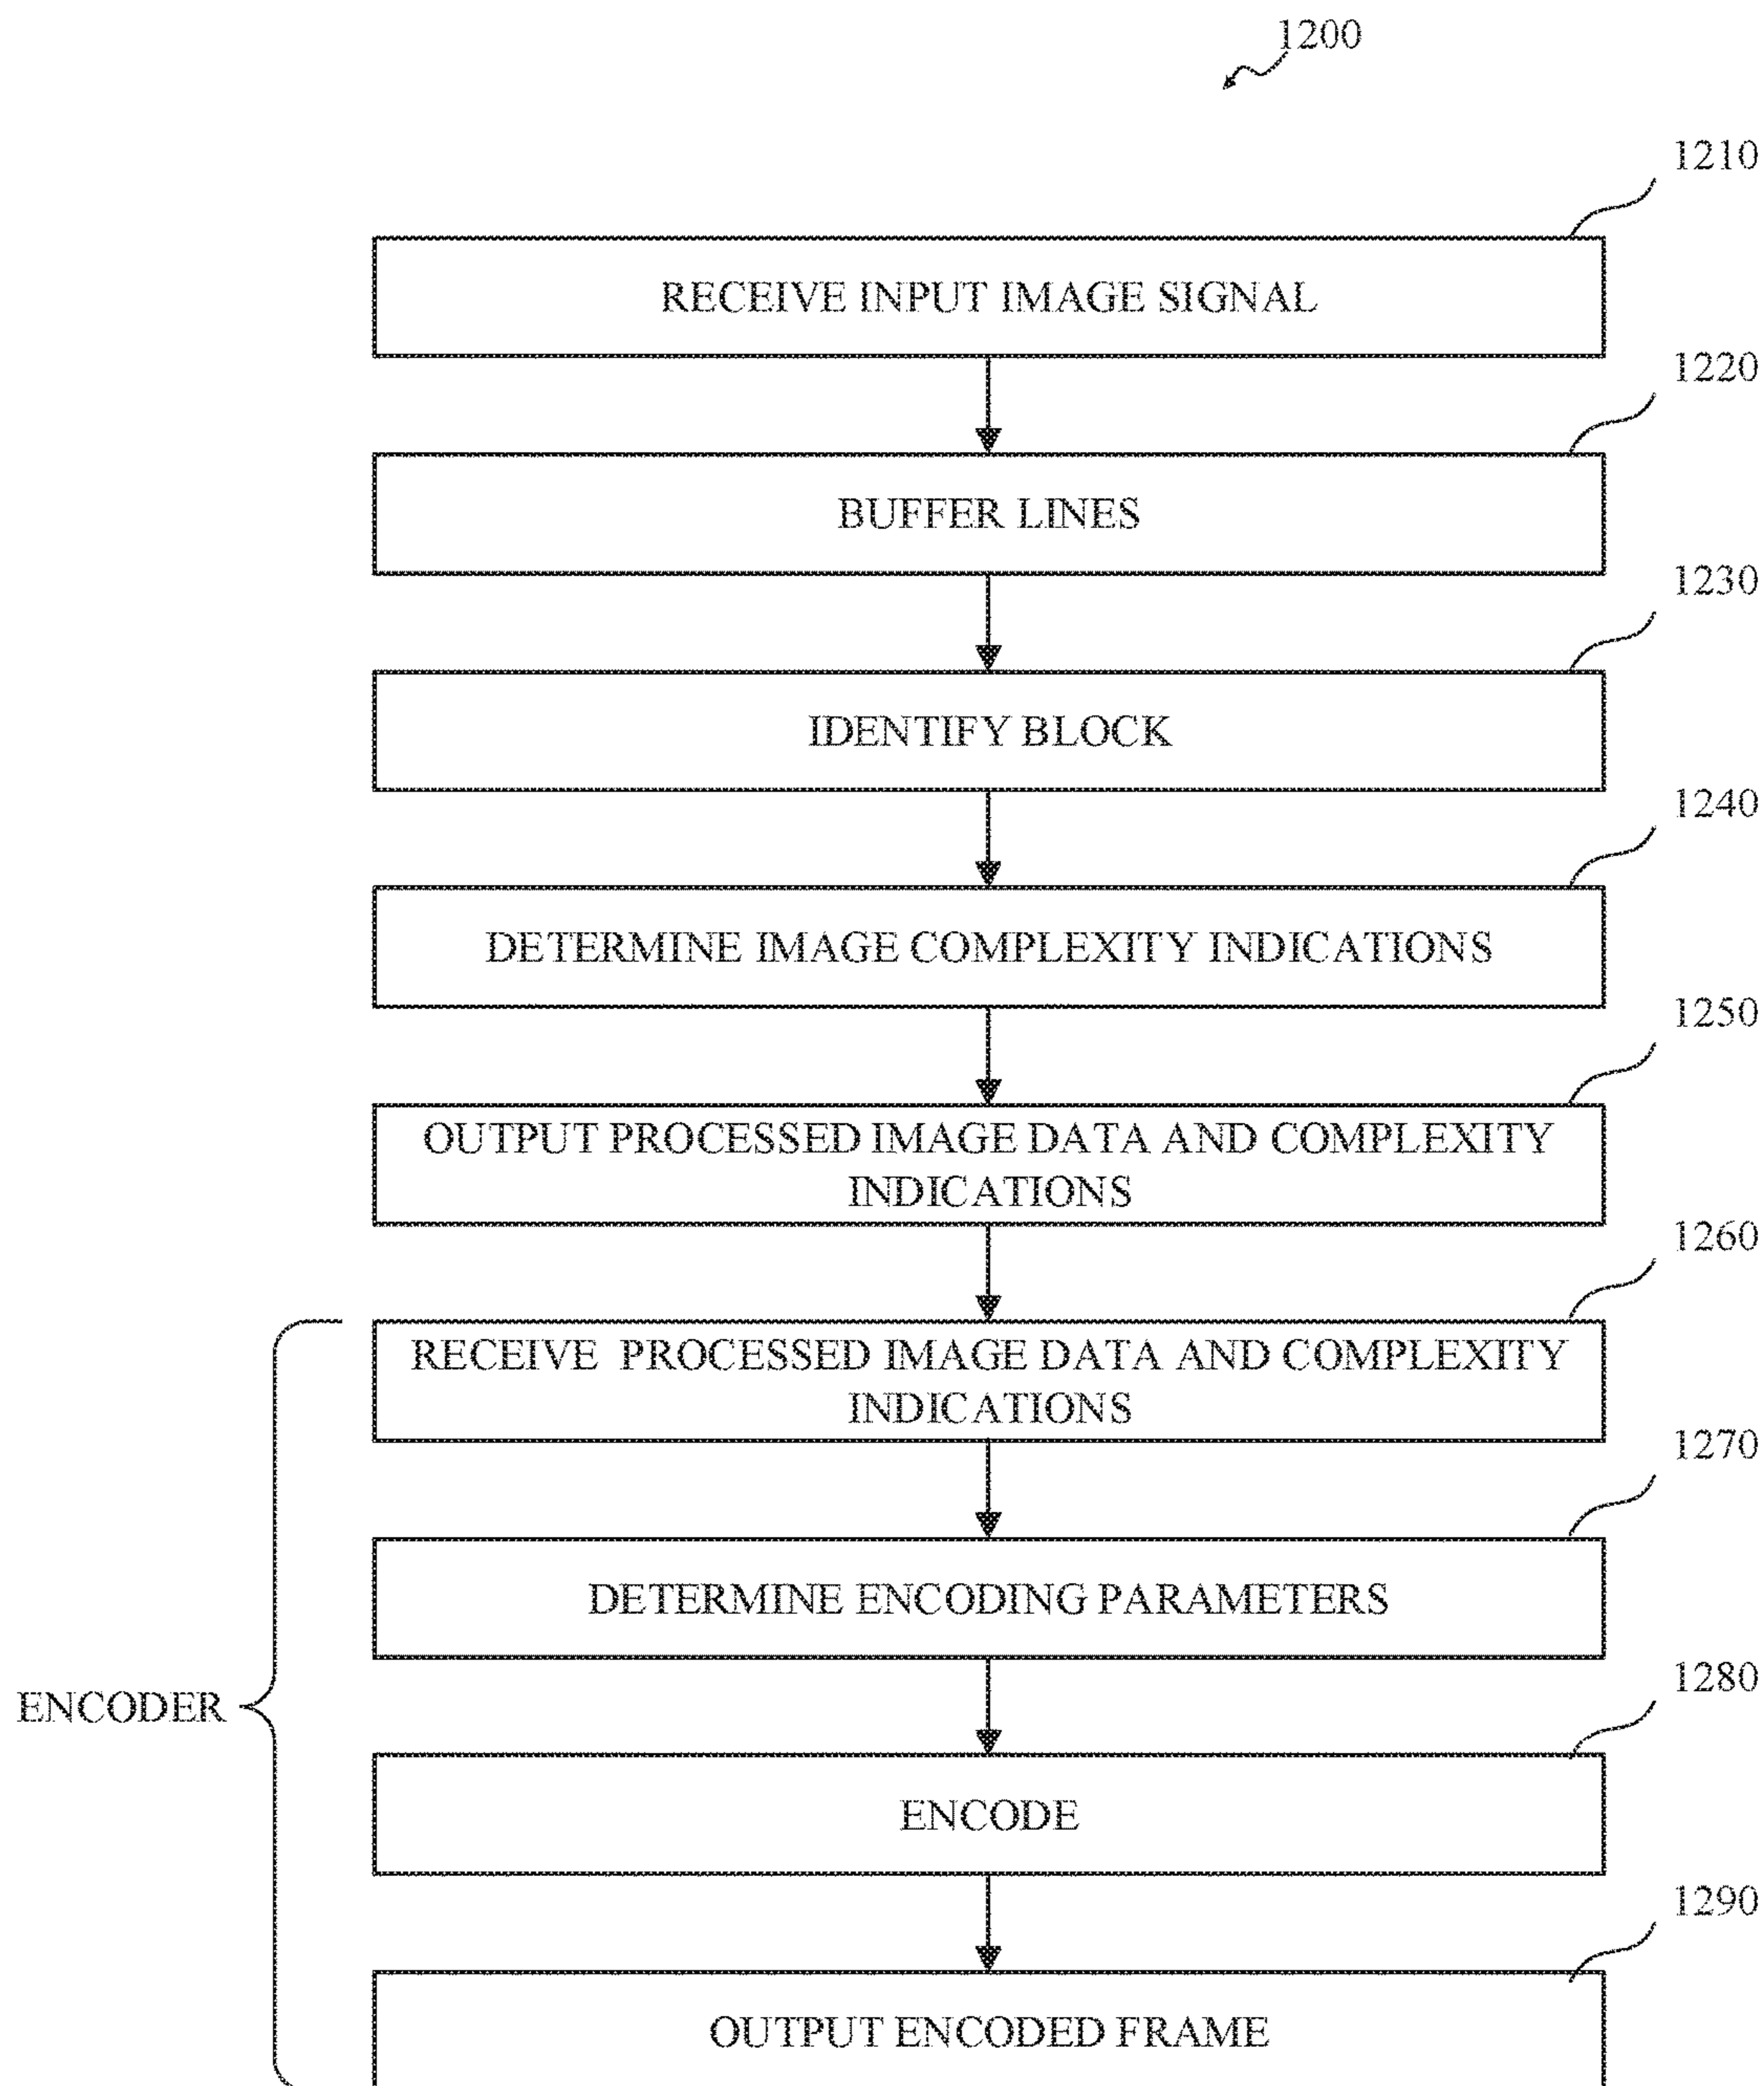 1200
1210
RECEIVE INPUT IMAGE SIGNAL
1220
BUFFER LINES
1230
IDENTIFY BLOCK
1240
DETERMINE IMAGE COMPLEXITY INDICATIONS
1250
OUTPUT PROCESSED IMAGE DATA AND COMPLEXITY
INDICATIONS
1260
RECEIVE PROCESSED IMAGE DATA AND COMPLEXITY
INDICATIONS
1270
DETERMINE ENCODING PARAMETERS
1280
ENCODER
ENCODE
1290
OUTPUT ENCODED FRAME